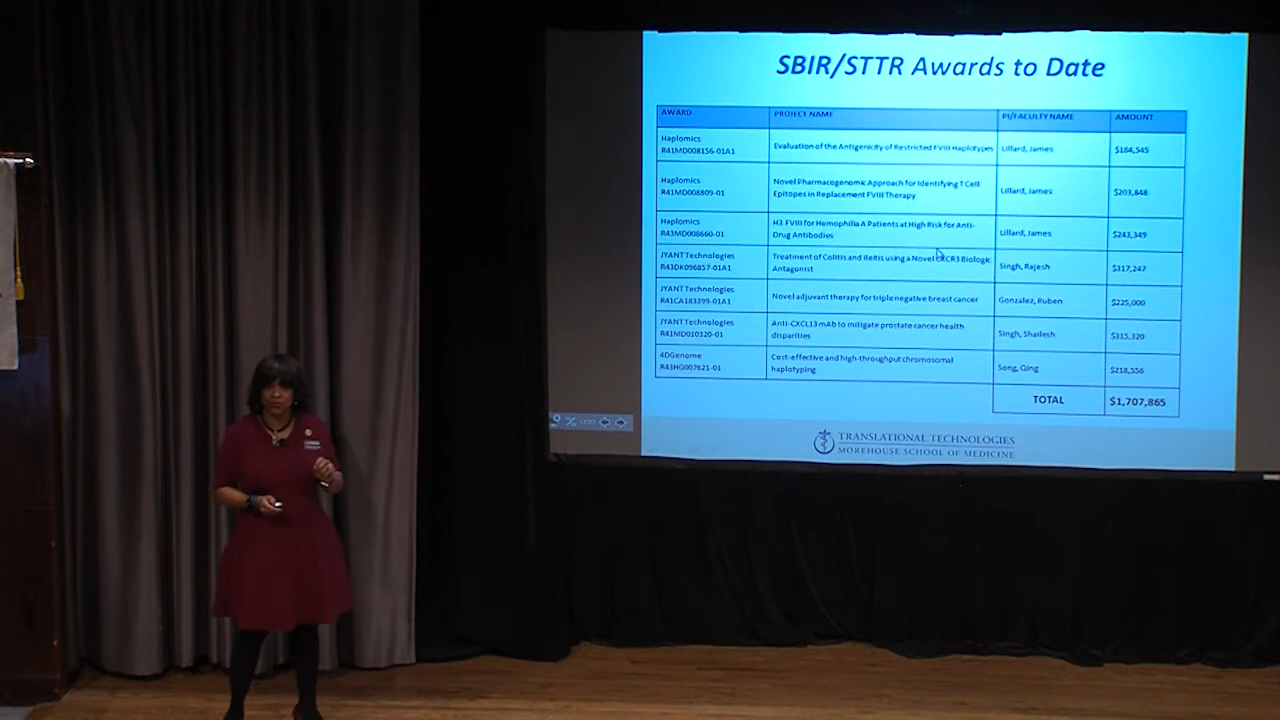 SBIR/STTR Awards to Date
AWARD PROJECT NAME PI/FACULTY NAME AMOUNT
Haplomics
R41MD008156-01A1
Evaluation of the Antigenicity of Restricted FVIII Haplotypes
Lillard, James
$184,545
Haplomics
R41MD008809-01
Novel Pharmacogenomic Approach for Identifying T Cell
Epitopes in Replacement FVIII Therapy
Lillard, James
$203,848
Haplomics
R43MD008660-01
H3 FVIII for Hemophilia A Patients at High Risk for Anti-
Drug Antibodies
Lillard, James
$243,349
JYANT Technologies
R43DK096857-01A1
Treatment of Colitis and Ileitis using a Novel CXCR3 Biologic
Antagonist
Singh, Rajesh
$317,247
JYANT Technologies
R41CA183399-01A1
Novel adjuvant therapy for triple negative breast cancer
Gonzalez, Ruben
$225,000
JYANT Technologies
R41MD010320-01
Anti-CXCL13 mAb to mitigate prostate cancer health
disparities
Singh, Shailesh
$315,320
4DGenome
R43HG007621-01
Cost-effective and high-throughput chromosomal
haplotyping
Song, Qing
$218,556
TOTAL $1,707,865
TRANSLATIONAL TECHNOLOGIES
MOREHOUSE SCHOOL OF MEDICINE